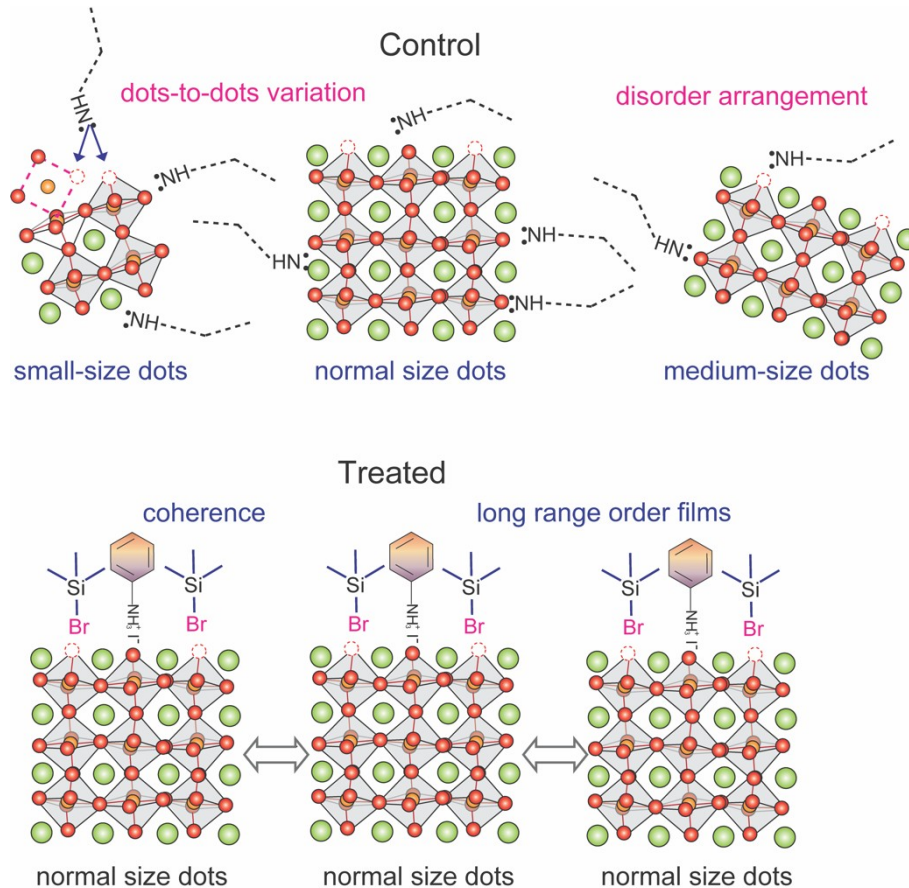 Control
dots-to-dots variation
disorder arrangement
HN:
:NH
:NH
:NH
HN:
:NH
HN:
:NH
:NH
small-size dots
normal size dots
medium-size dots
Treated
coherence
long range order films
Si
Si
Si
Si
Si
Si
Br
NH₃⁺ I⁻
Br
Br
NH₃⁺ I⁻
Br
Br
NH₃⁺ I⁻
Br
normal size dots
normal size dots
normal size dots